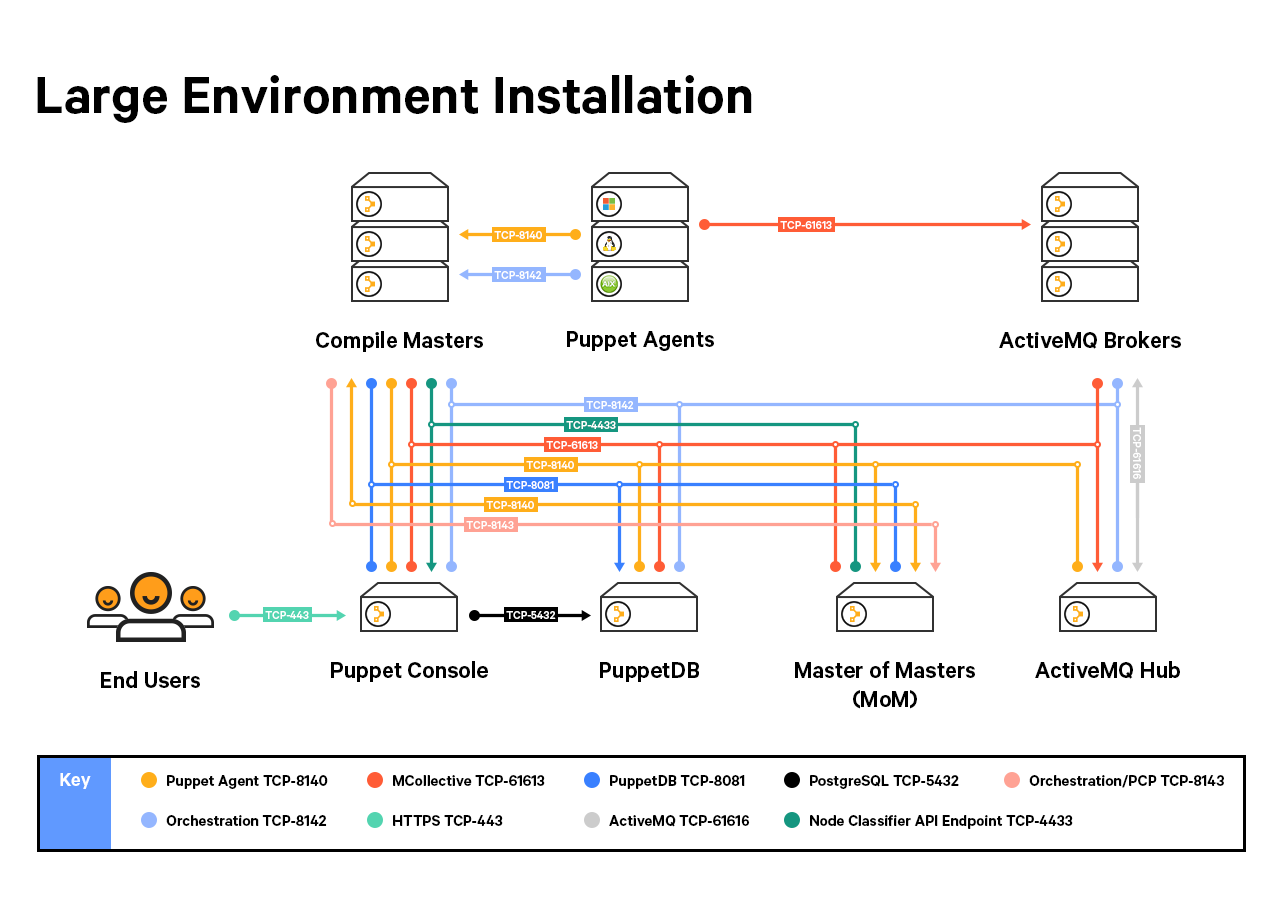 Large Environment Installation
TCP-8140
TCP-8142
TCP-61613
AIX
Compile Masters
Puppet Agents
ActiveMQ Brokers
TCP-8142
TCP-4433
TCP-61613
TCP-8140
TCP-8081
TCP-8140
TCP-8143
TCP-61616
TCP-443
TCP-5432
End Users
Puppet Console
PuppetDB
Master of Masters
(MoM)
ActiveMQ Hub
Key
Puppet Agent TCP-8140
MCollective TCP-61613
PuppetDB TCP-8081
PostgreSQL TCP-5432
Orchestration/PCP TCP-8143
Orchestration TCP-8142
HTTPS TCP-443
ActiveMQ TCP-61616
Node Classifier API Endpoint TCP-4433